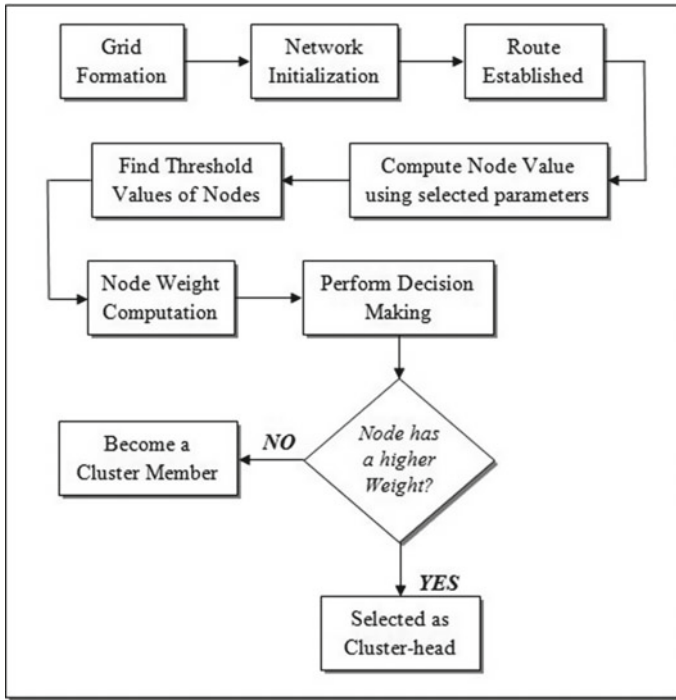 Grid
Formation
Network
Initialization
Route
Established
Find Threshold
Values of Nodes
Compute Node Value
using selected parameters
Node Weight
Computation
Perform Decision
Making
Become a
Cluster Member
NO
Node has
a higher
Weight?
YES
Selected as
Cluster-head